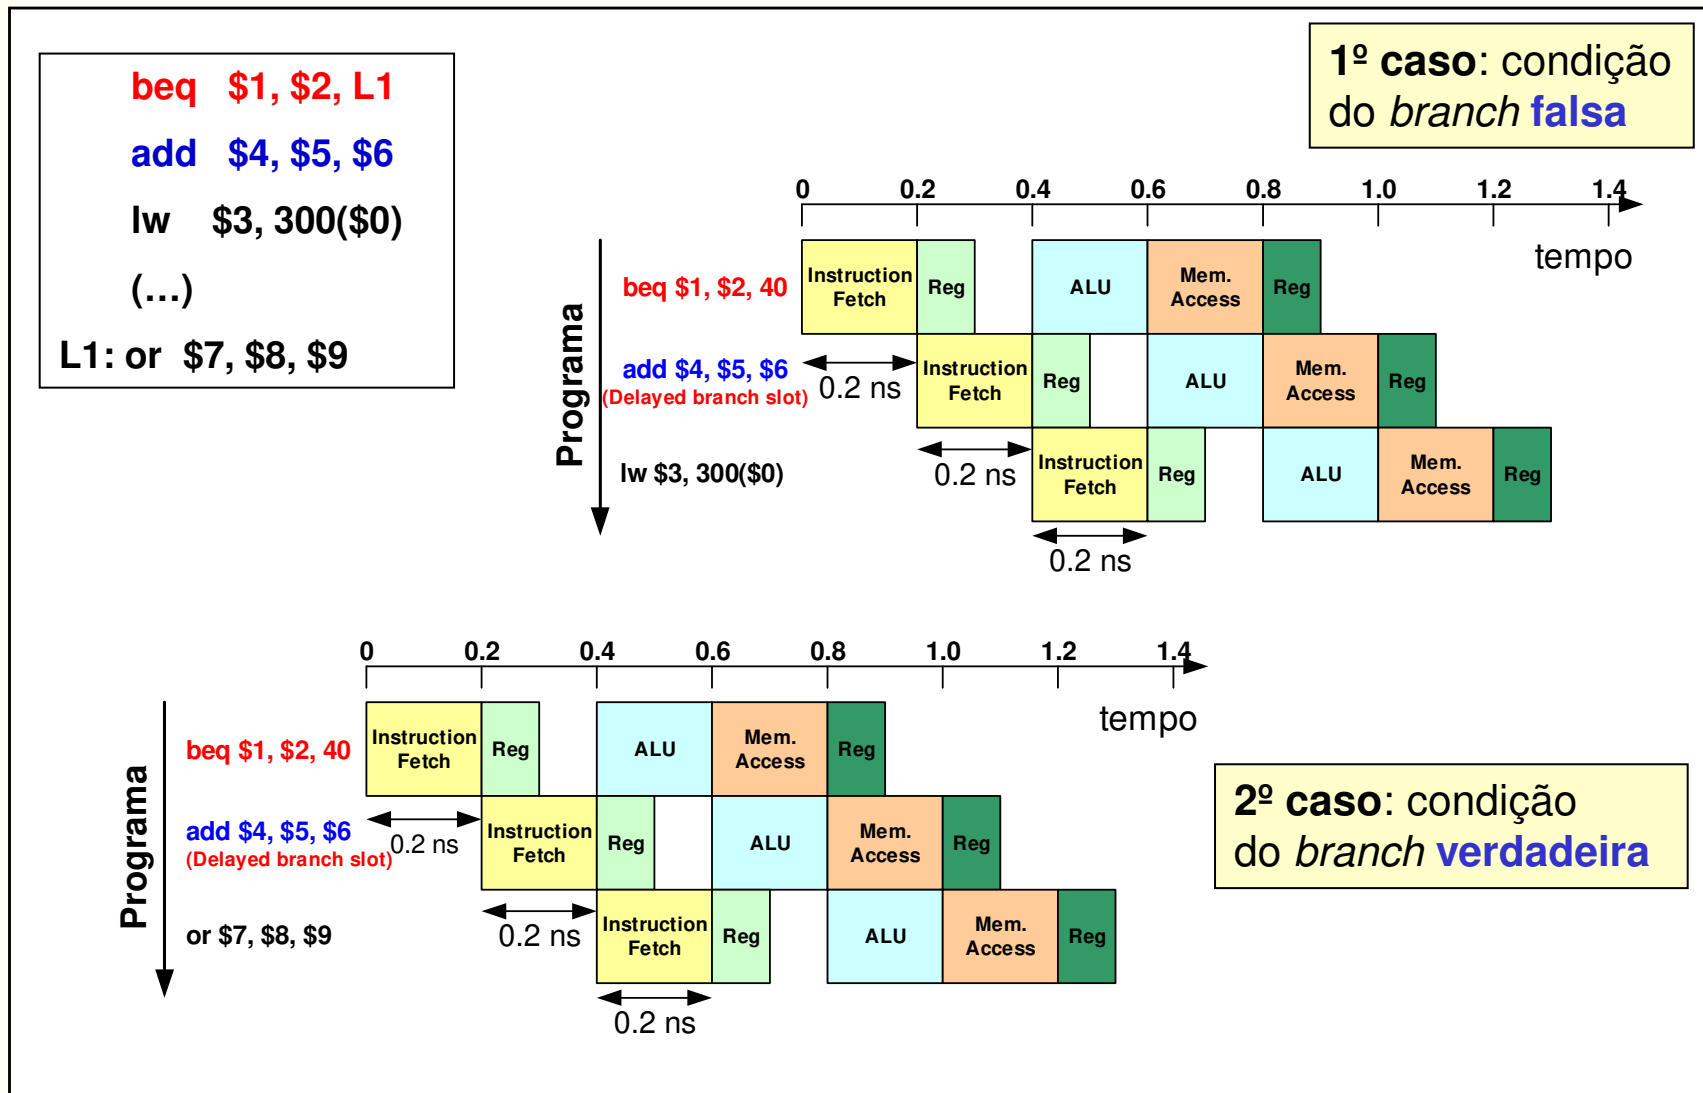 beq $1, $2, L1
add $4, $5, $6
lw $3, 300($0)
(…)
L1: or $7, $8, $9
1º caso: condição
do branch falsa
0 0.2 0.4 0.6 0.8 1.0 1.2 1.4
tempo
Programa
beq $1, $2, 40
Instruction
Fetch
Reg
ALU
Mem.
Access
Reg
0.2 ns
add $4, $5, $6
(Delayed branch slot)
Instruction
Fetch
Reg
ALU
Mem.
Access
Reg
0.2 ns
lw $3, 300($0)
Instruction
Fetch
Reg
ALU
Mem.
Access
Reg
0.2 ns
0 0.2 0.4 0.6 0.8 1.0 1.2 1.4
tempo
Programa
beq $1, $2, 40
Instruction
Fetch
Reg
ALU
Mem.
Access
Reg
0.2 ns
add $4, $5, $6
(Delayed branch slot)
Instruction
Fetch
Reg
ALU
Mem.
Access
Reg
0.2 ns
or $7, $8, $9
Instruction
Fetch
Reg
ALU
Mem.
Access
Reg
0.2 ns
2º caso: condição
do branch verdadeira